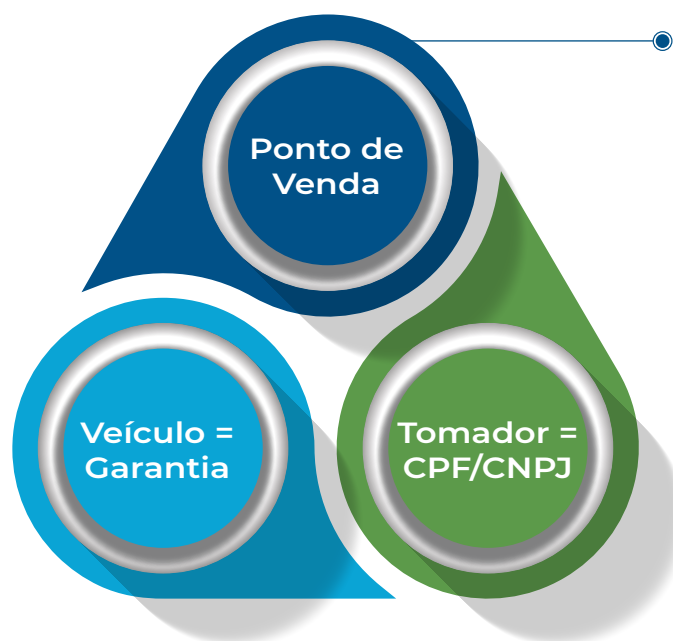 Ponto de
Venda
Veículo =
Garantia
Tomador =
CPF/CNPJ